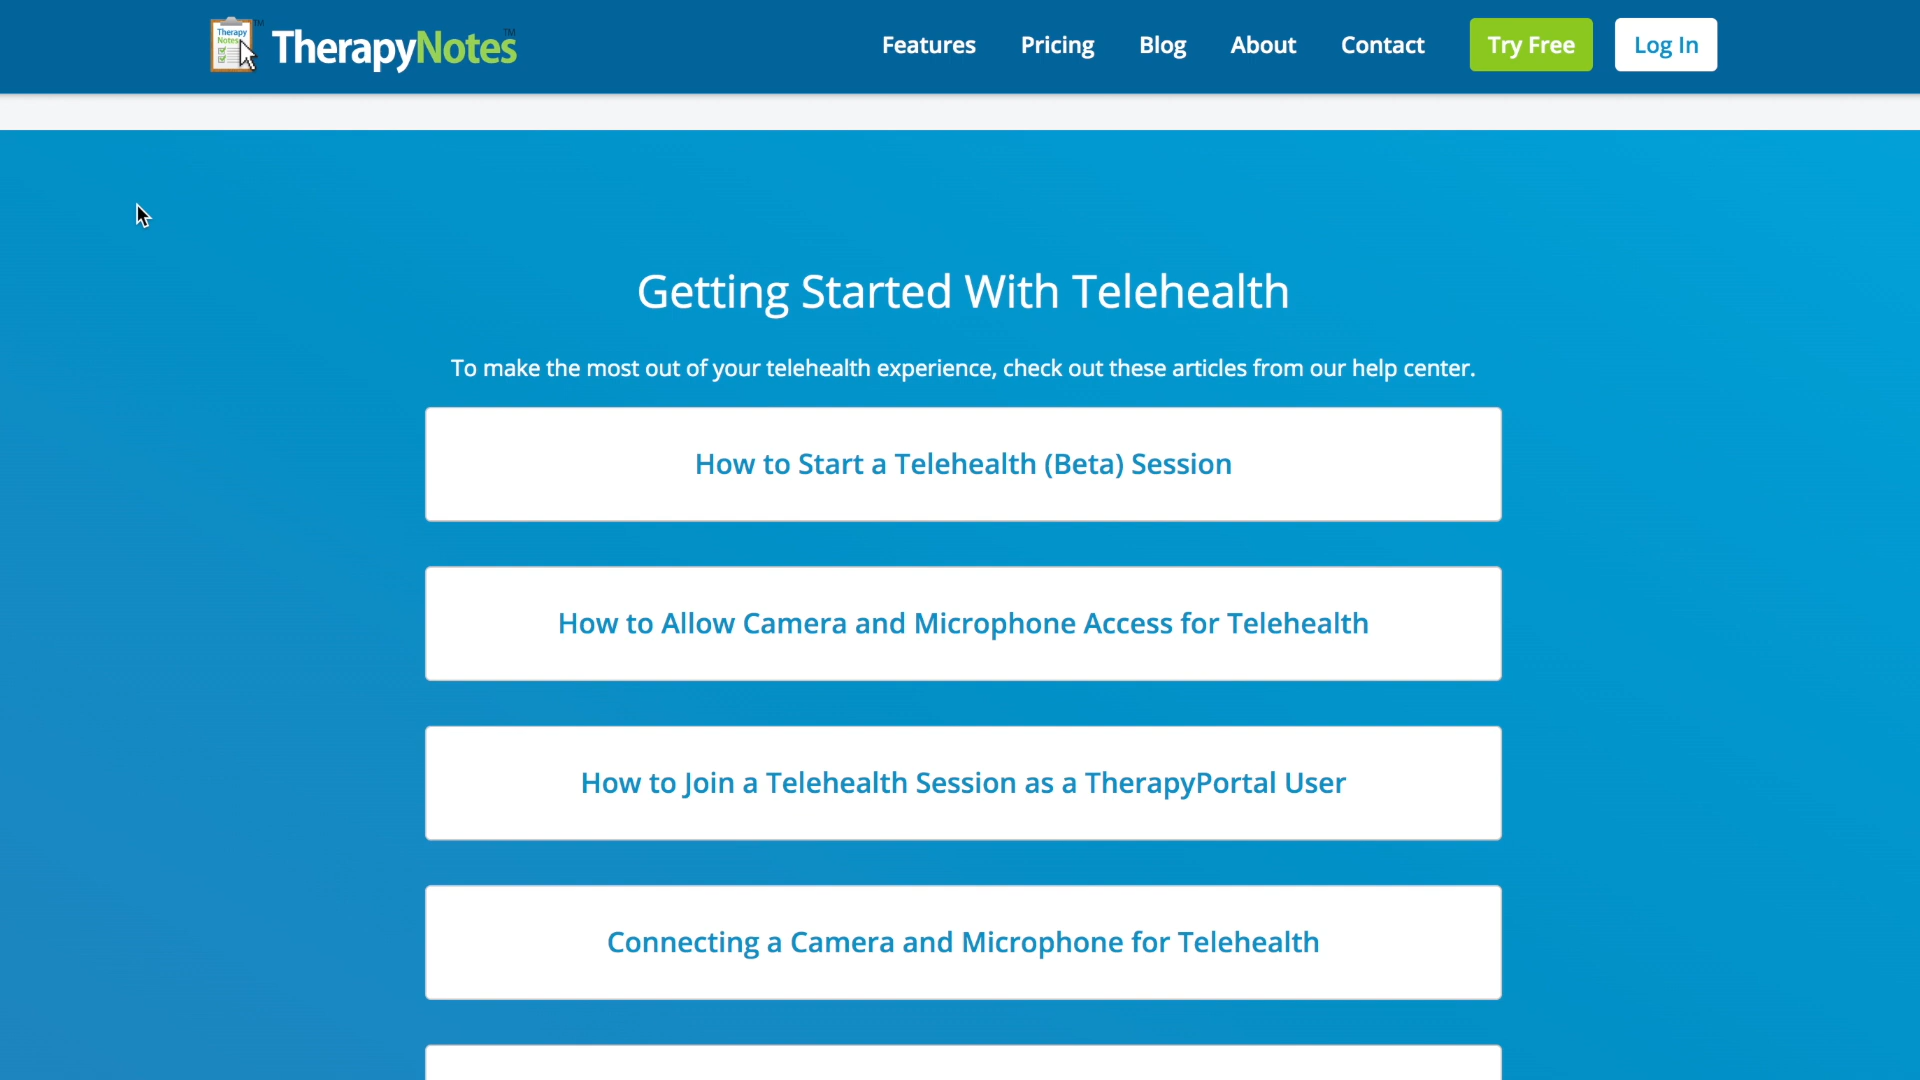 Therapy
Notes
TherapyNotes™
Features
Pricing
Blog
About
Contact
Try Free
Log In
Getting Started With Telehealth
To make the most out of your telehealth experience, check out these articles from our help center.
How to Start a Telehealth (Beta) Session
How to Allow Camera and Microphone Access for Telehealth
How to Join a Telehealth Session as a TherapyPortal User
Connecting a Camera and Microphone for Telehealth